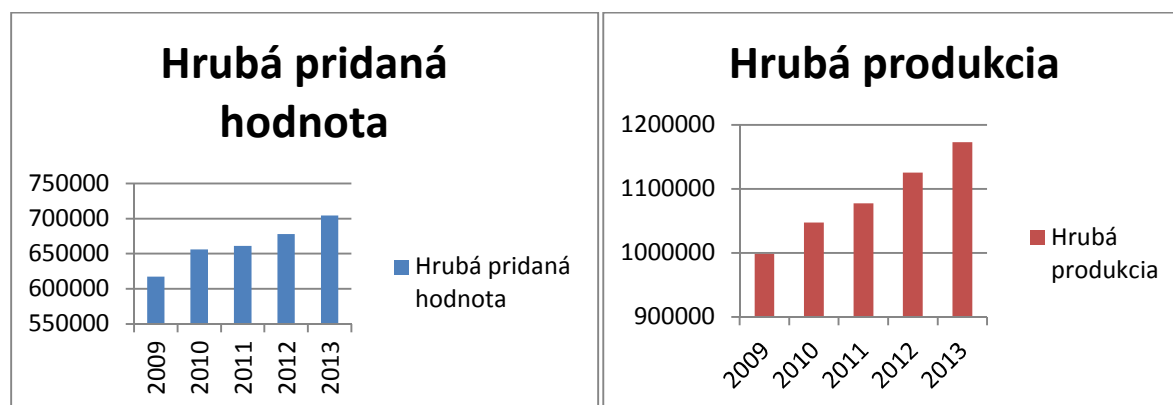 Hrubá pridaná
hodnota
750000
700000
650000
600000
550000
2009
2010
2011
2012
2013
Hrubá pridaná
hodnota
Hrubá produkcia
1200000
1100000
1000000
900000
2009
2010
2011
2012
2013
Hrubá
produkcia